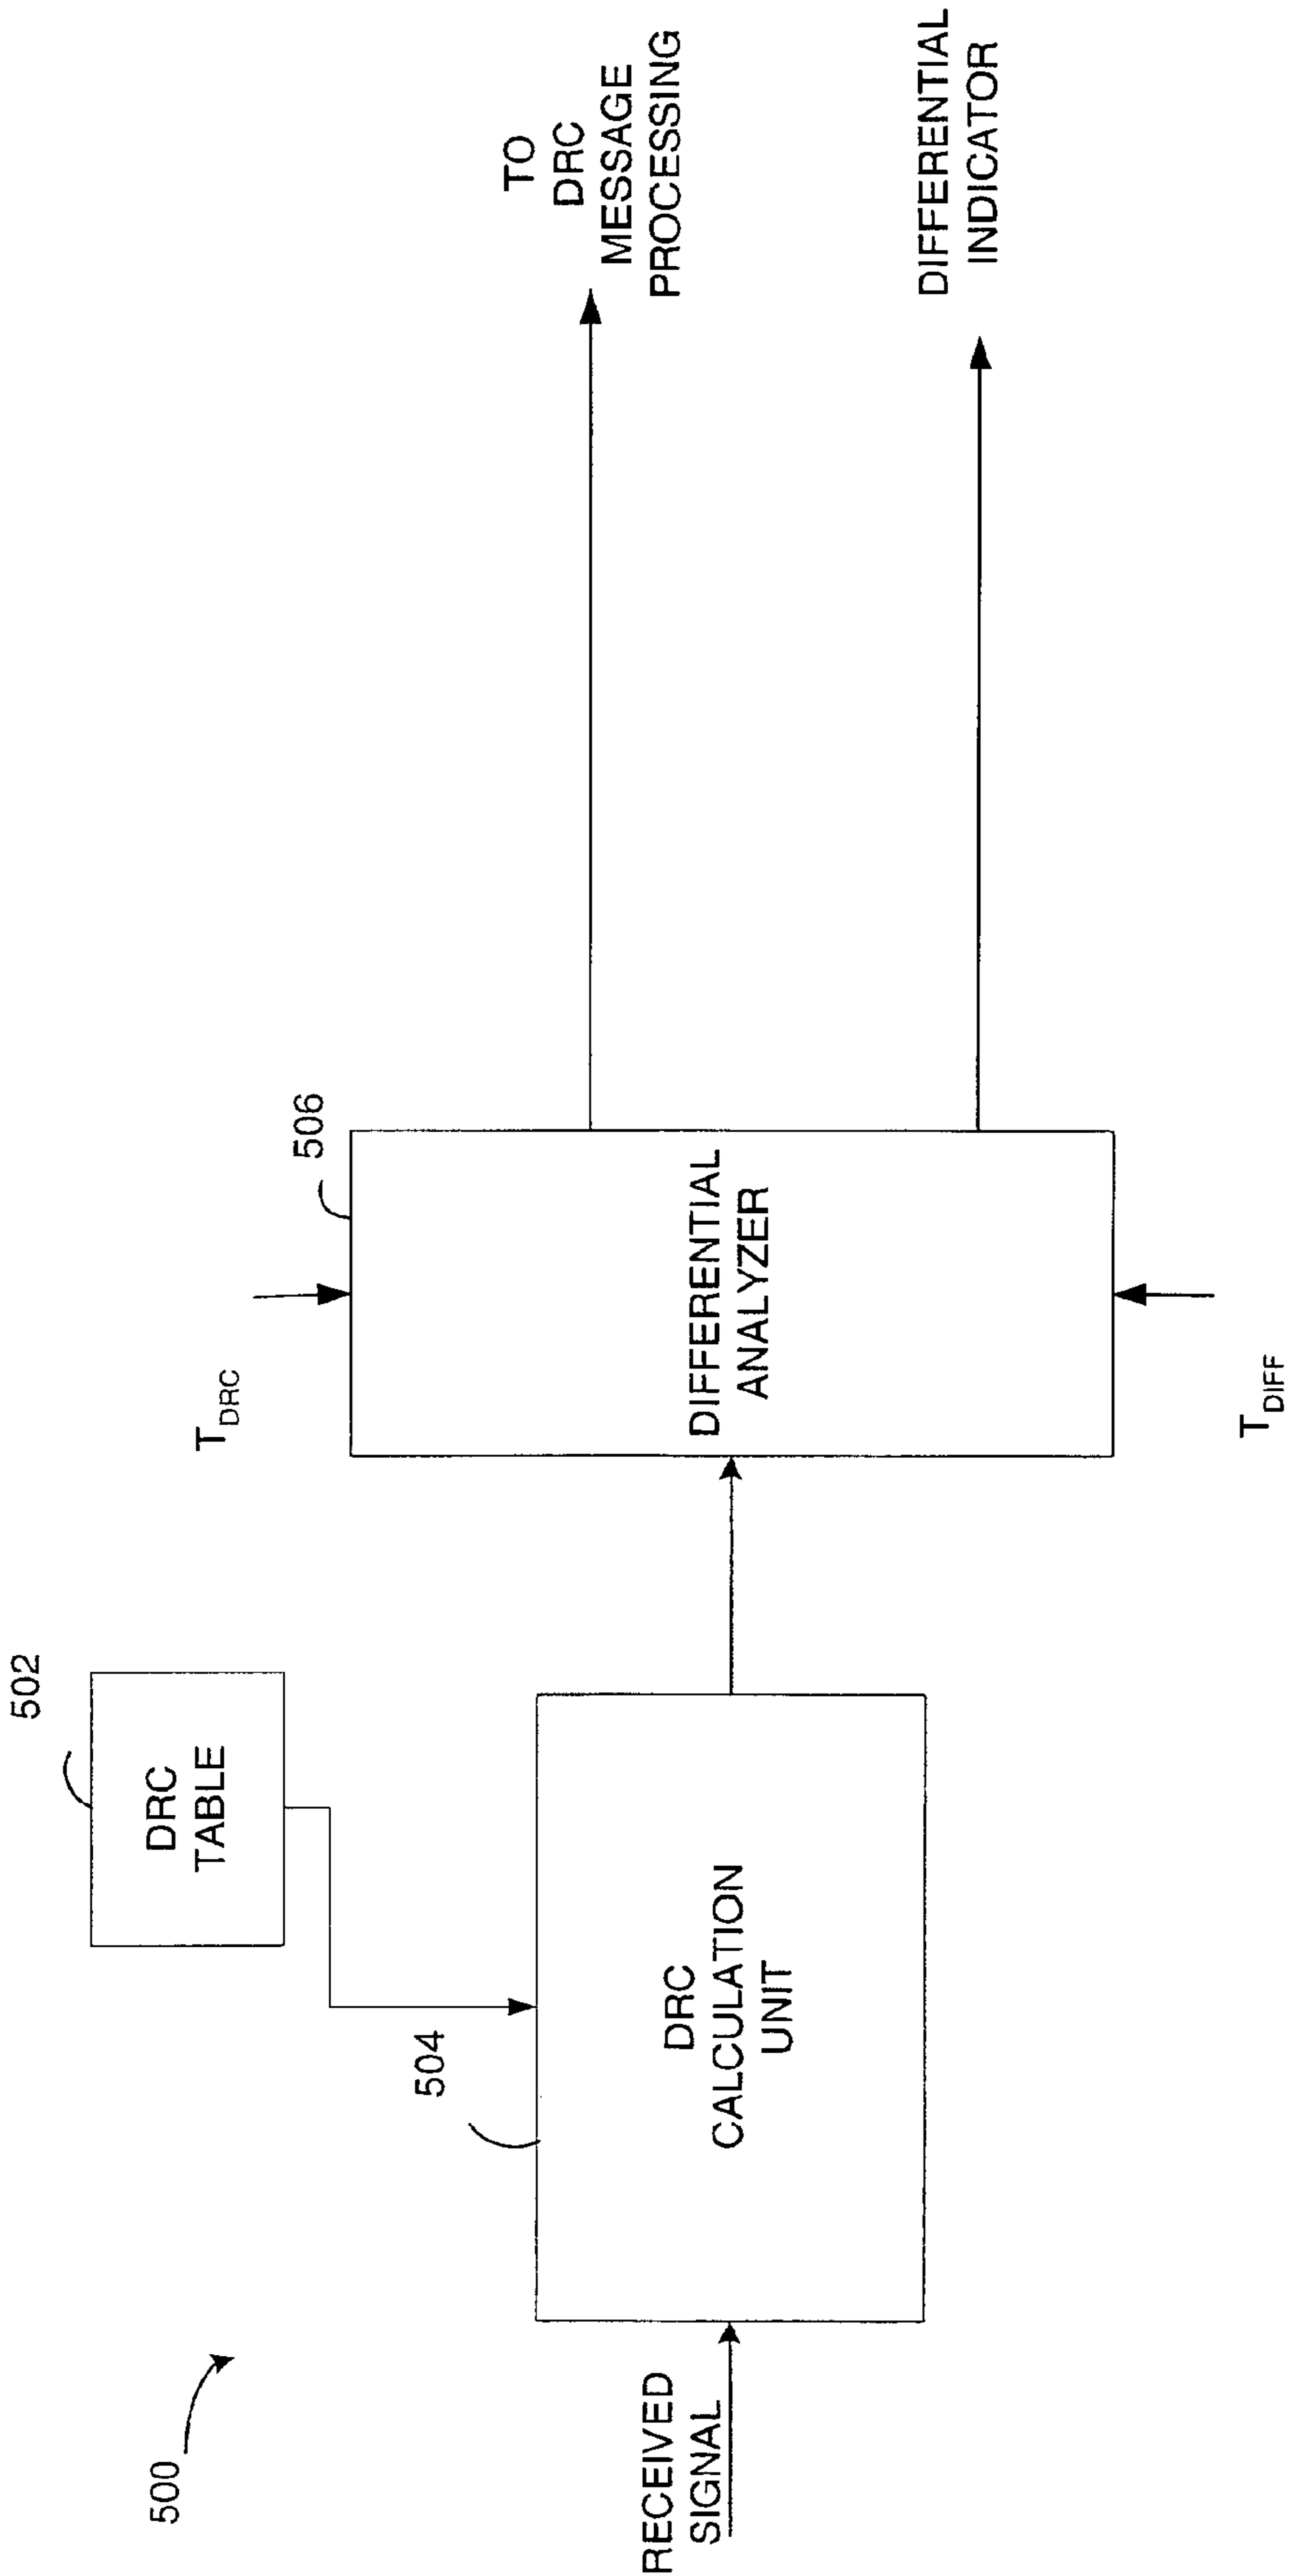 500
502
DRC
TABLE
504
RECEIVED
SIGNAL
DRC
CALCULATION
UNIT
T_DRC
506
DIFFERENTIAL
ANALYZER
T_DIFF
TO
DRC
MESSAGE
PROCESSING
DIFFERENTIAL
INDICATOR